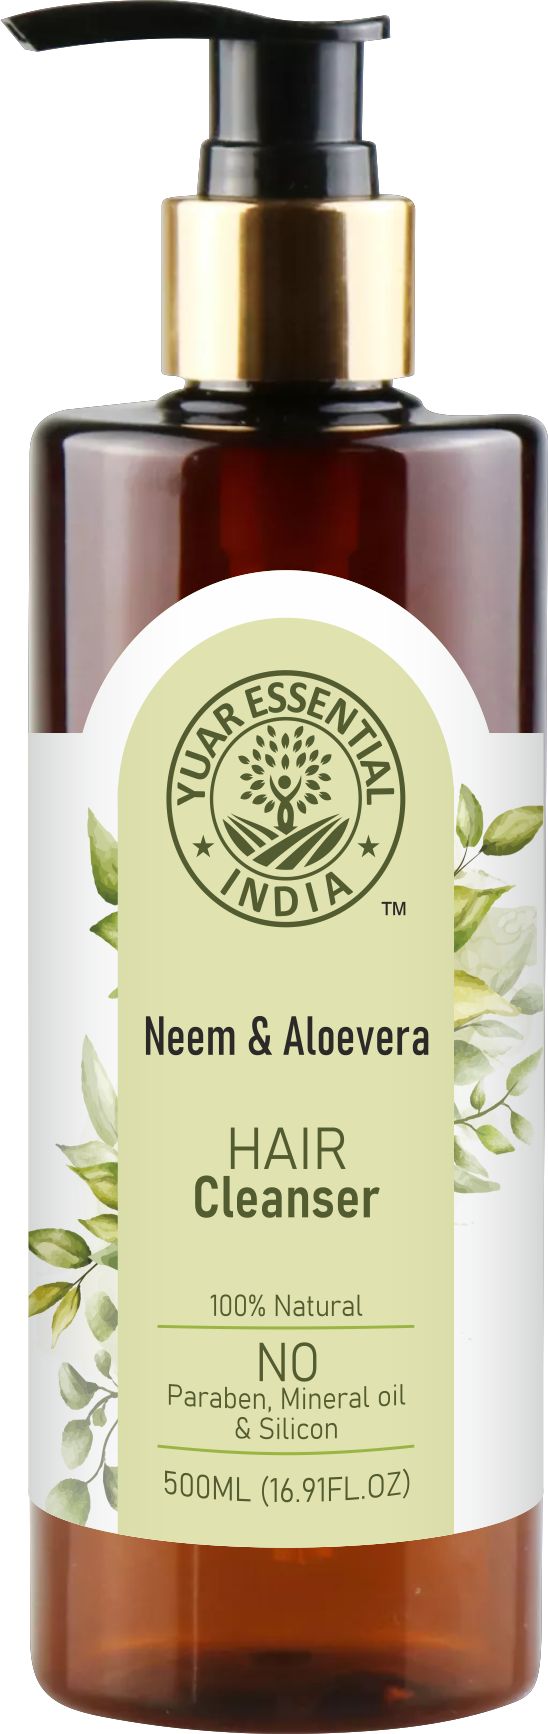 YUAR ESSENTIAL
INDIA
TM
Neem & Aloevera
HAIR
Cleanser
100% Natural
NO
Paraben, Mineral oil
& Silicon
500ML (16.91FL.OZ)